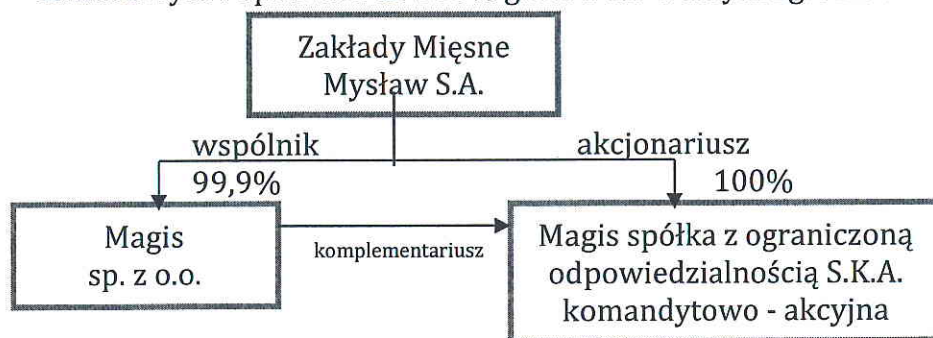 Zakłady Mięsne
Mysław S.A.
wspólnik
akcjonariusz
99,9%
100%
Magis
sp. z o.o.
komplementariusz
Magis spółka z ograniczoną
odpowiedzialnością S.K.A.
komandytowo - akcyjna